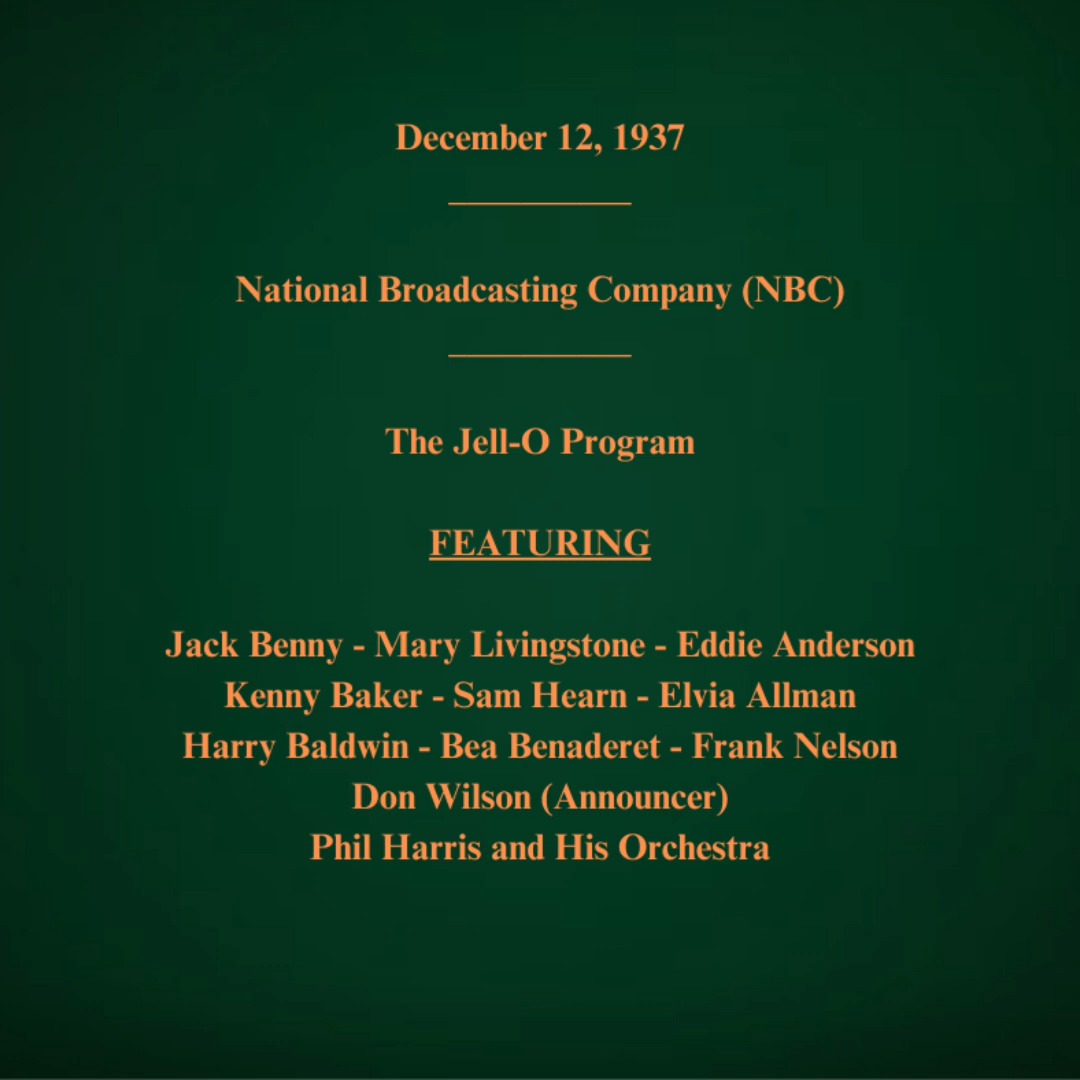 December 12, 1937
National Broadcasting Company (NBC)
The Jell-O Program
FEATURING
Jack Benny - Mary Livingstone - Eddie Anderson
Kenny Baker - Sam Hearn - Elvia Allman
Harry Baldwin - Bea Benaderet - Frank Nelson
Don Wilson (Announcer)
Phil Harris and His Orchestra